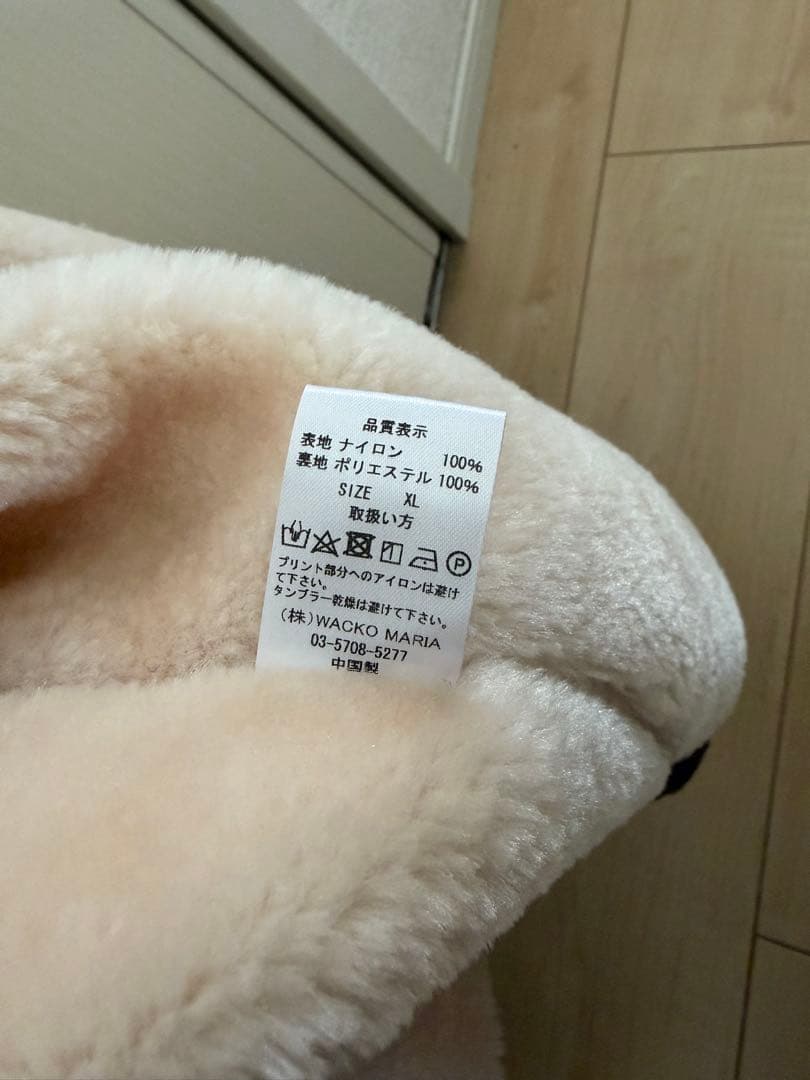 品質表示
表地 ナイロン 100%
裏地 ポリエステル 100%
SIZE XL
取扱い方
P
プリント部分へのアイロンは避け
て下さい。
タンブラー乾燥は避けて下さい。
(株)WACKO MARIA
03-5708-5277
中国製